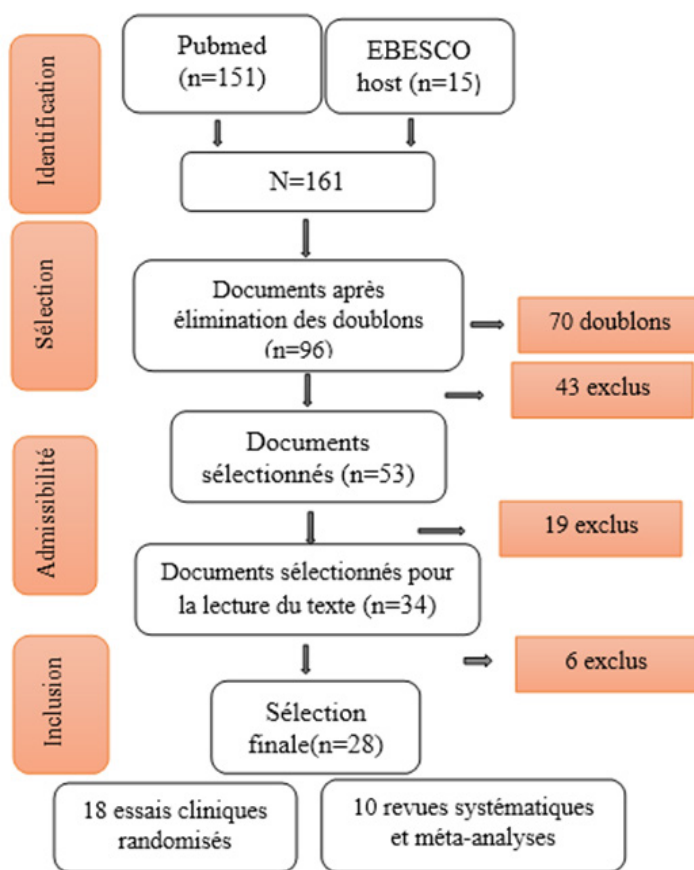 Identification
Pubmed
(n=151)
EBESCO
host (n=15)
N=161
Sélection
Documents après
élimination des doublons
(n=96)
70 doublons
43 exclus
Documents
sélectionnés (n=53)
Admissibilité
19 exclus
Documents sélectionnés pour
la lecture du texte (n=34)
Inclusion
6 exclus
Sélection
finale(n=28)
18 essais cliniques
randomisés
10 revues systématiques
et méta-analyses